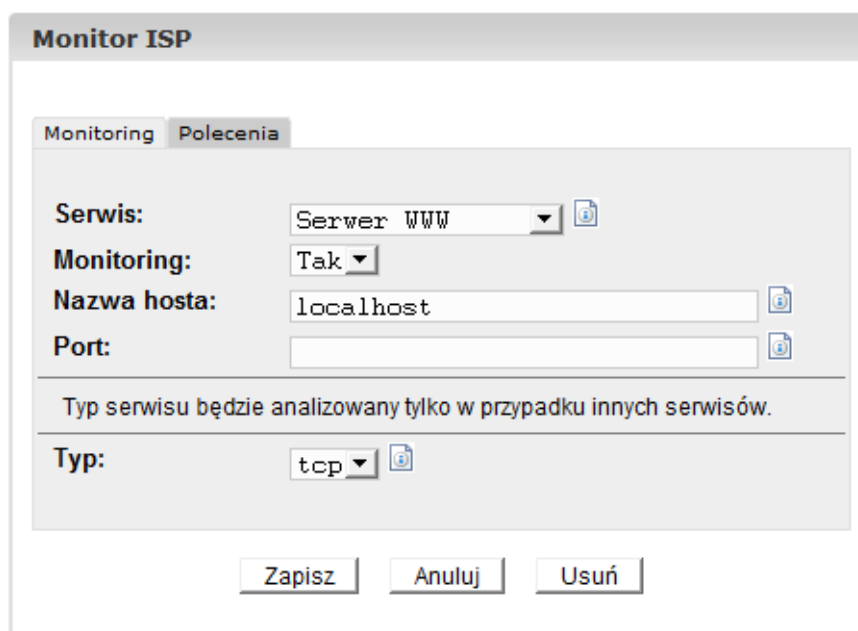 Monitor ISP
Monitoring Polecenia
Serwis: Serwer WWW
Monitoring: Tak
Nazwa hosta: localhost
Port:
Typ serwisu będzie analizowany tylko w przypadku innych serwisów.
Typ: tcp
Zapisz Anuluj Usuń